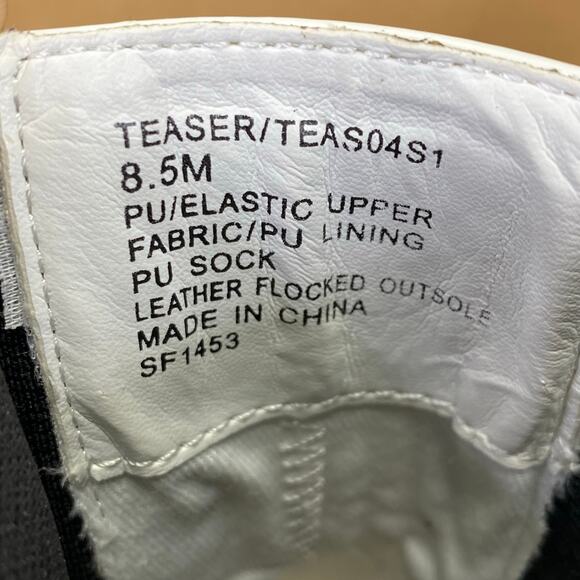 TEASER/TEAS04S1
8.5M
PU/ELASTIC UPPER
FABRIC/PU LINING
PU SOCK
LEATHER FLOCKED OUTSOLE
MADE IN CHINA
SF1453